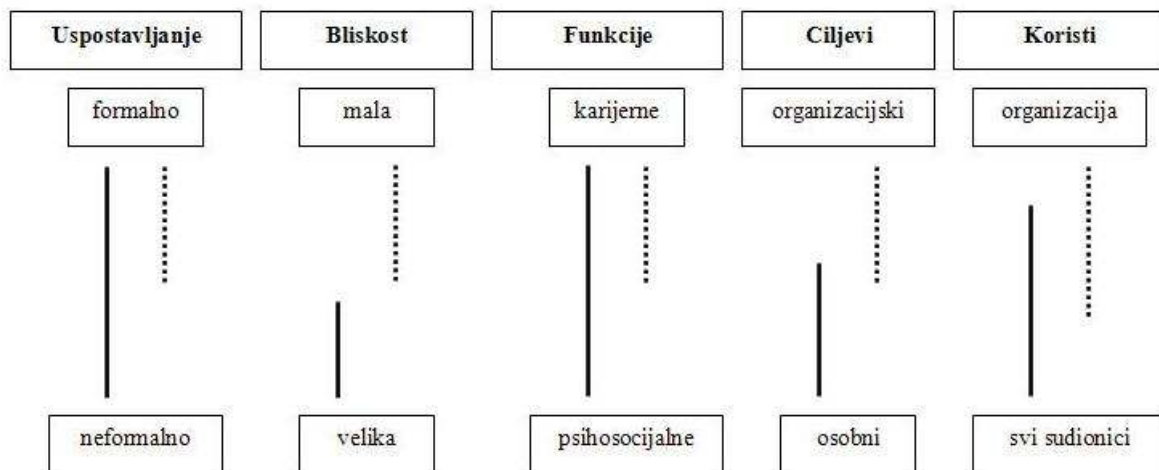 Uspostavljanje
Bliskost
Funkcije
Ciljevi
Koristi
formalno
mala
karijerne
organizacijski
organizacija
neformalno
velika
psihosocijalne
osobni
svi sudionici